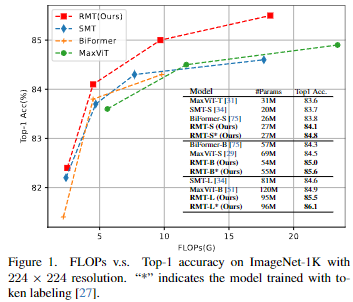 RMT(Ours)
SMT
BiFormer
MaxViT
85
84
83
82
Top-1 Acc(%)
5
10
15
20
FLOPs(G)
Model #Params Top1 Acc.
MaxViT-T [31] 31M 83.6
SMT-S [34] 20M 83.7
BiFormer-S [75] 26M 83.8
RMT-S (Ours) 27M 84.1
RMT-S* (Ours) 27M 84.8
BiFormer-B [75] 57M 84.3
MaxViT-S [29] 69M 84.5
RMT-B (Ours) 54M 85.0
RMT-B* (Ours) 55M 85.6
SMT-L [34] 81M 84.6
MaxViT-B [51] 120M 84.9
RMT-L (Ours) 95M 85.5
RMT-L* (Ours) 96M 86.1
Figure 1. FLOPs v.s. Top-1 accuracy on ImageNet-1K with
224 × 224 resolution. “*” indicates the model trained with to-
ken labeling [27].